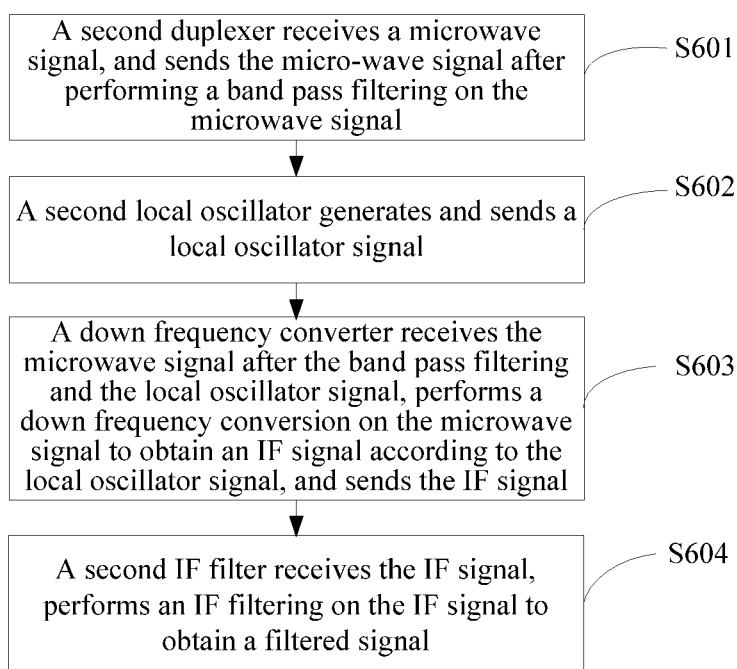 A second duplexer receives a microwave
signal, and sends the micro-wave signal after
performing a band pass filtering on the
microwave signal
S601
A second local oscillator generates and sends a
local oscillator signal
S602
A down frequency converter receives the
microwave signal after the band pass filtering
and the local oscillator signal, performs a
down frequency conversion on the microwave
signal to obtain an IF signal according to the
local oscillator signal, and sends the IF signal
S603
A second IF filter receives the IF signal,
performs an IF filtering on the IF signal to
obtain a filtered signal
S604